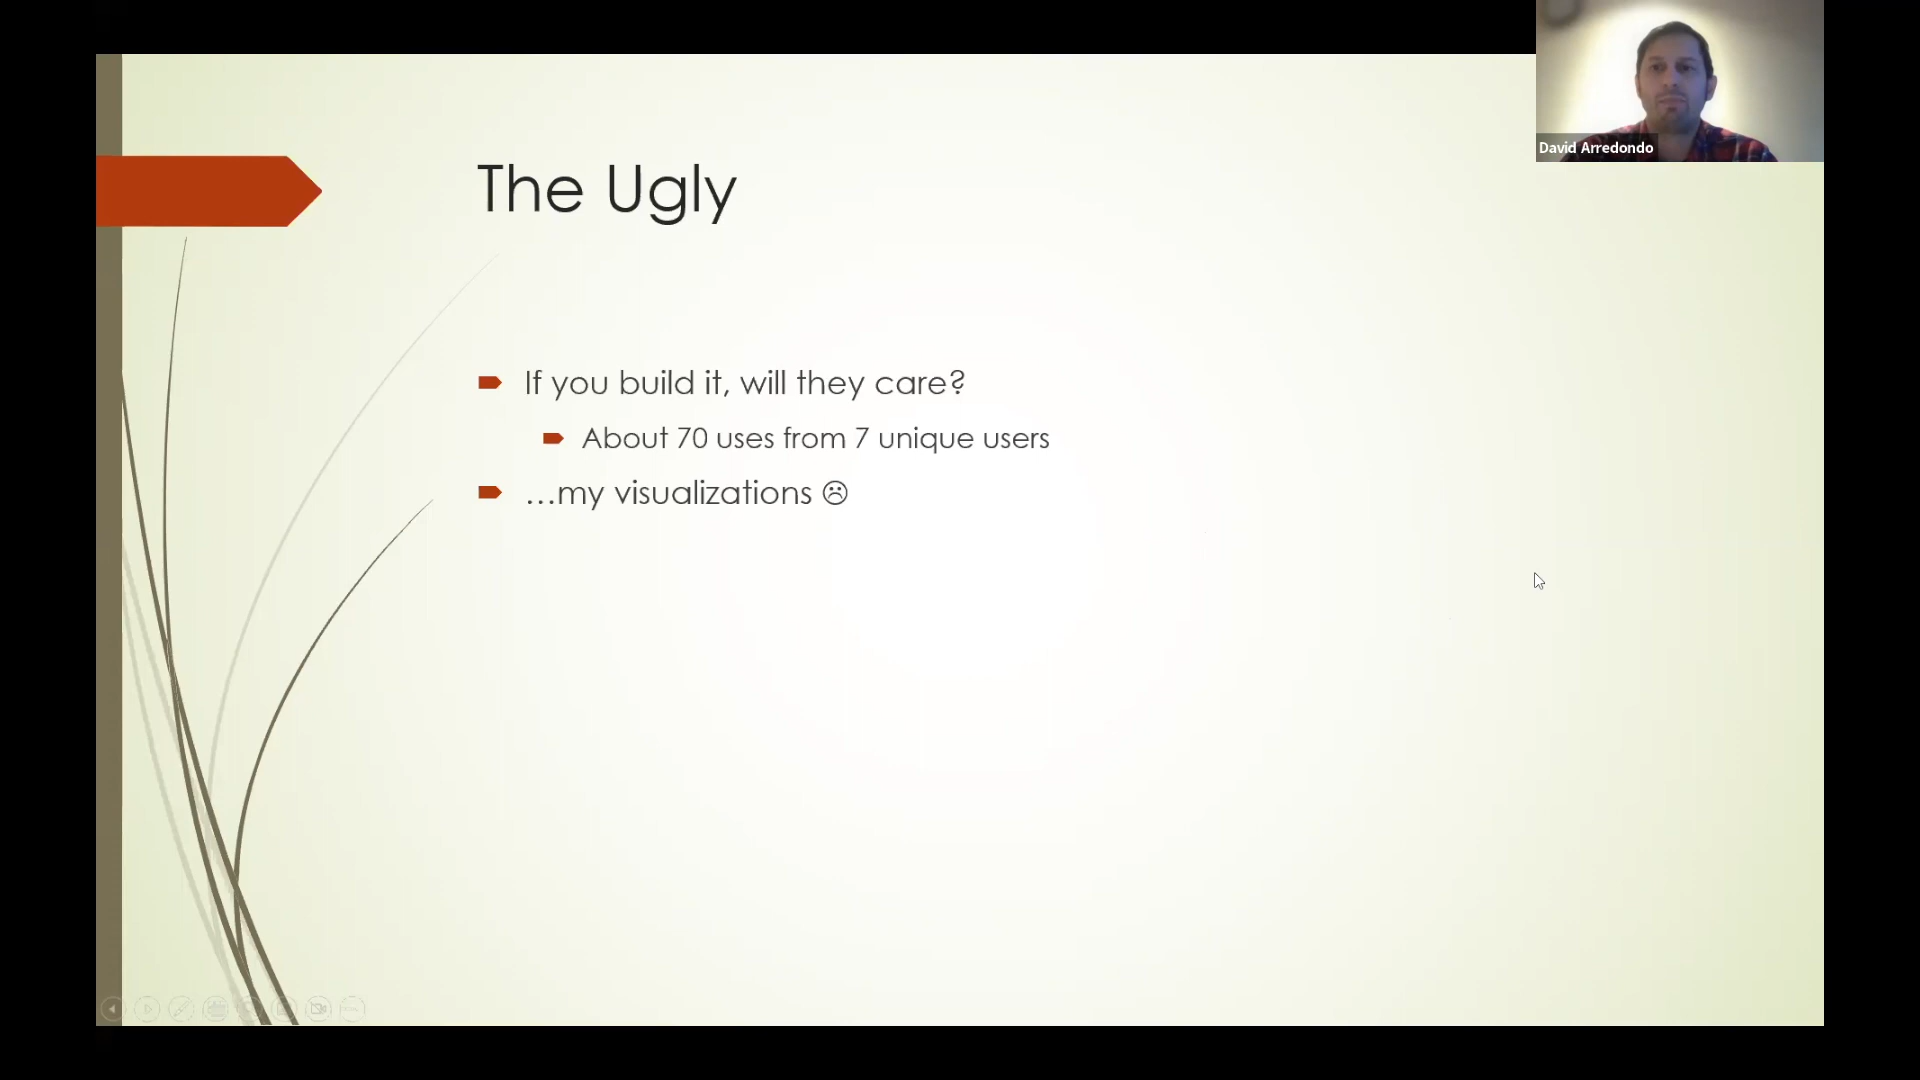 David Arredondo
The Ugly
If you build it, will they care?
About 70 uses from 7 unique users
…my visualizations ☹